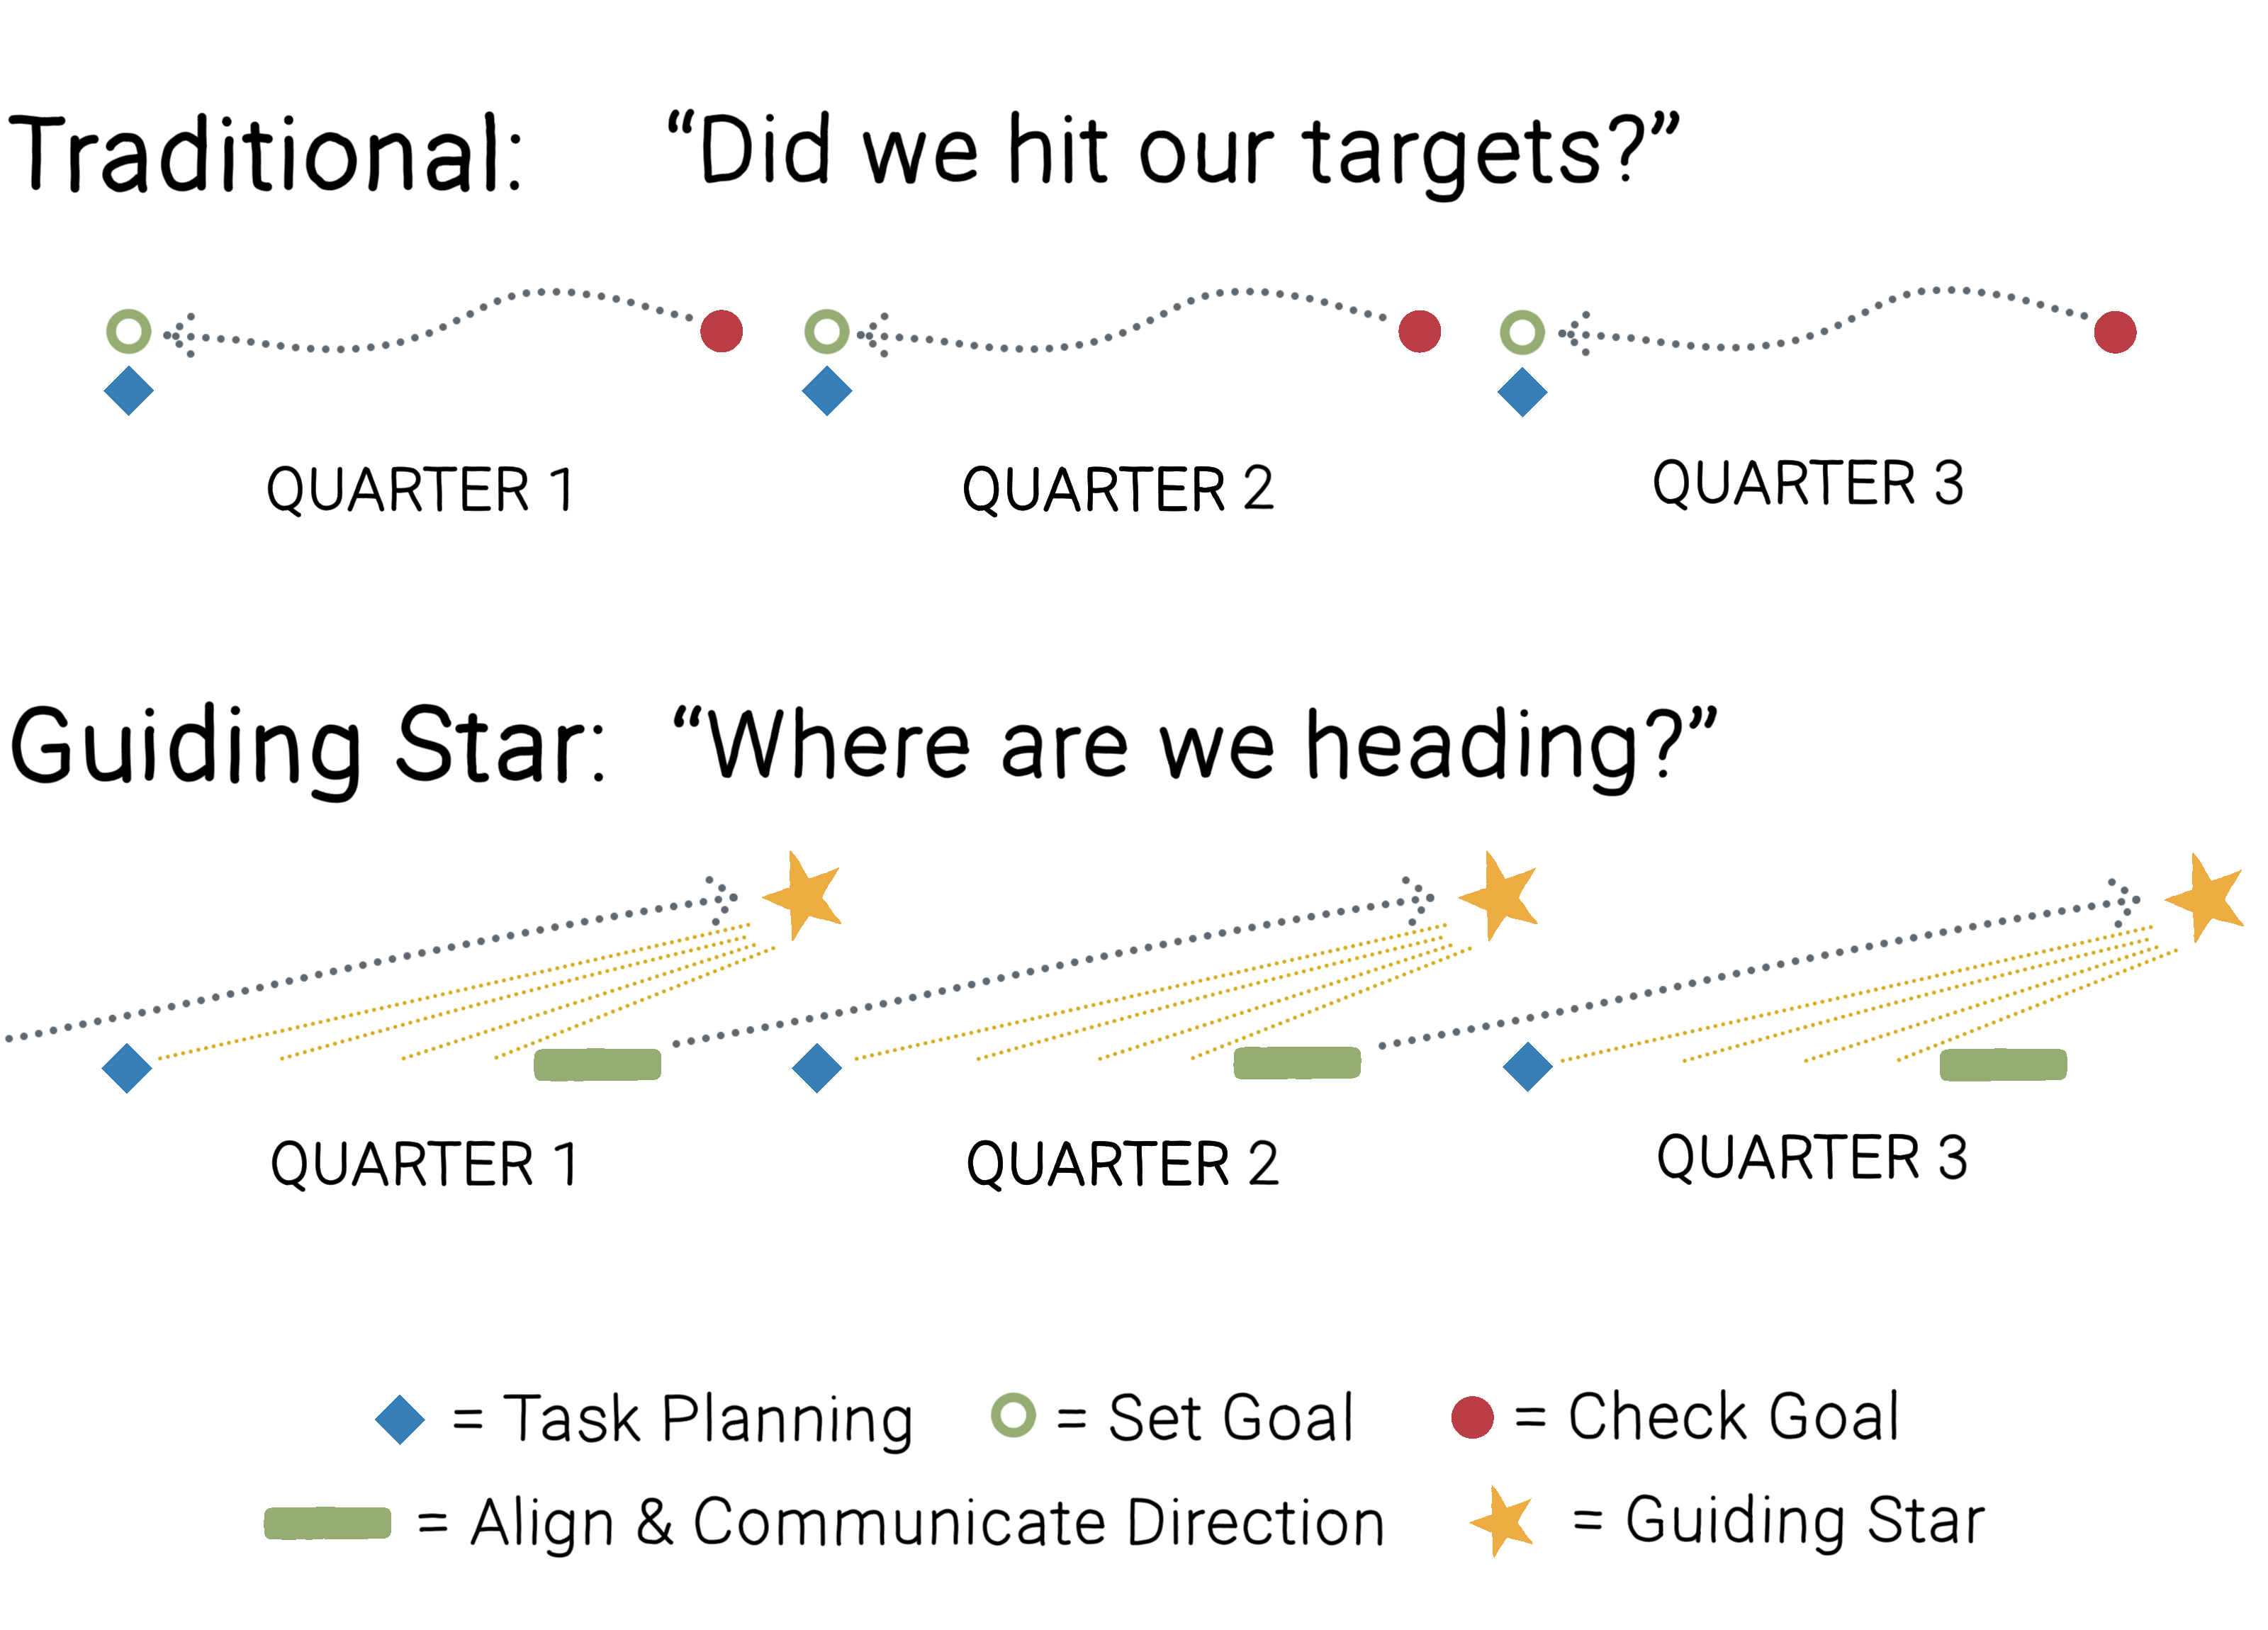 Traditional: “Did we hit our targets?”
QUARTER 1 QUARTER 2 QUARTER 3
Guiding Star: “Where are we heading?”
QUARTER 1 QUARTER 2 QUARTER 3
= Task Planning = Set Goal = Check Goal
= Align & Communicate Direction = Guiding Star